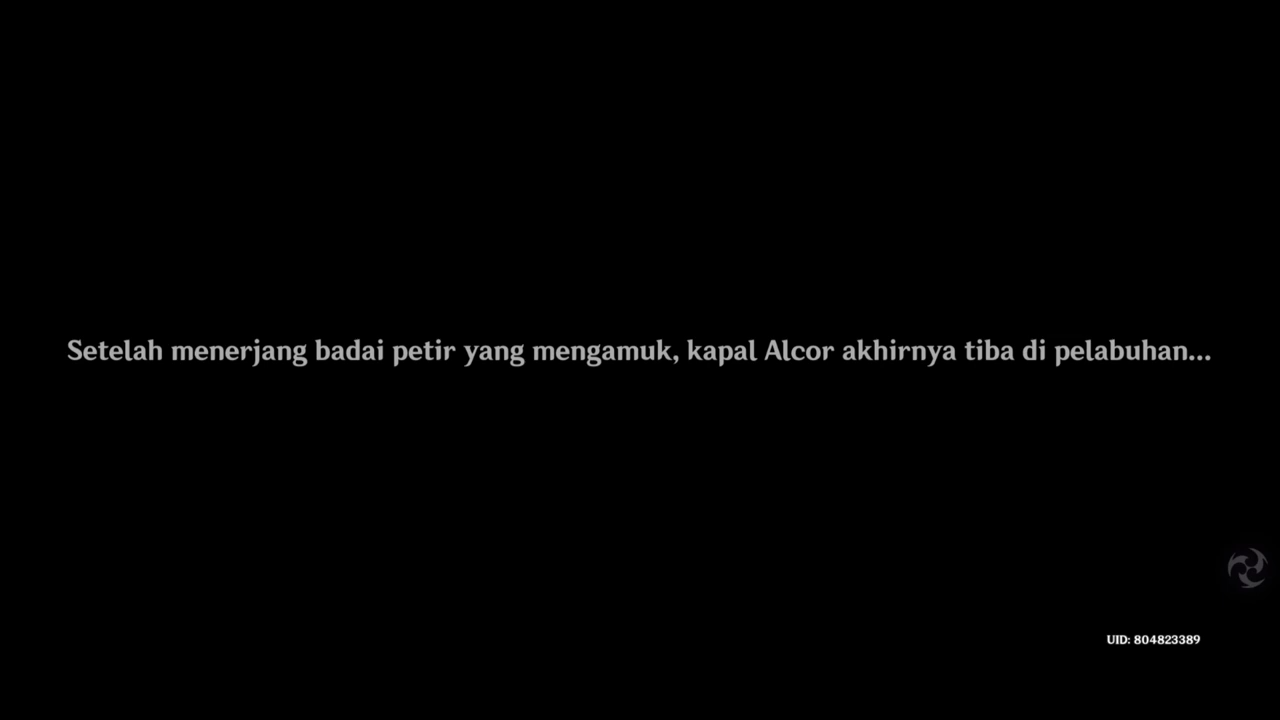 Setelah menerjang badai petir yang mengamuk, kapal Alcor akhirnya tiba di pelabuhan...
UID: 804823389